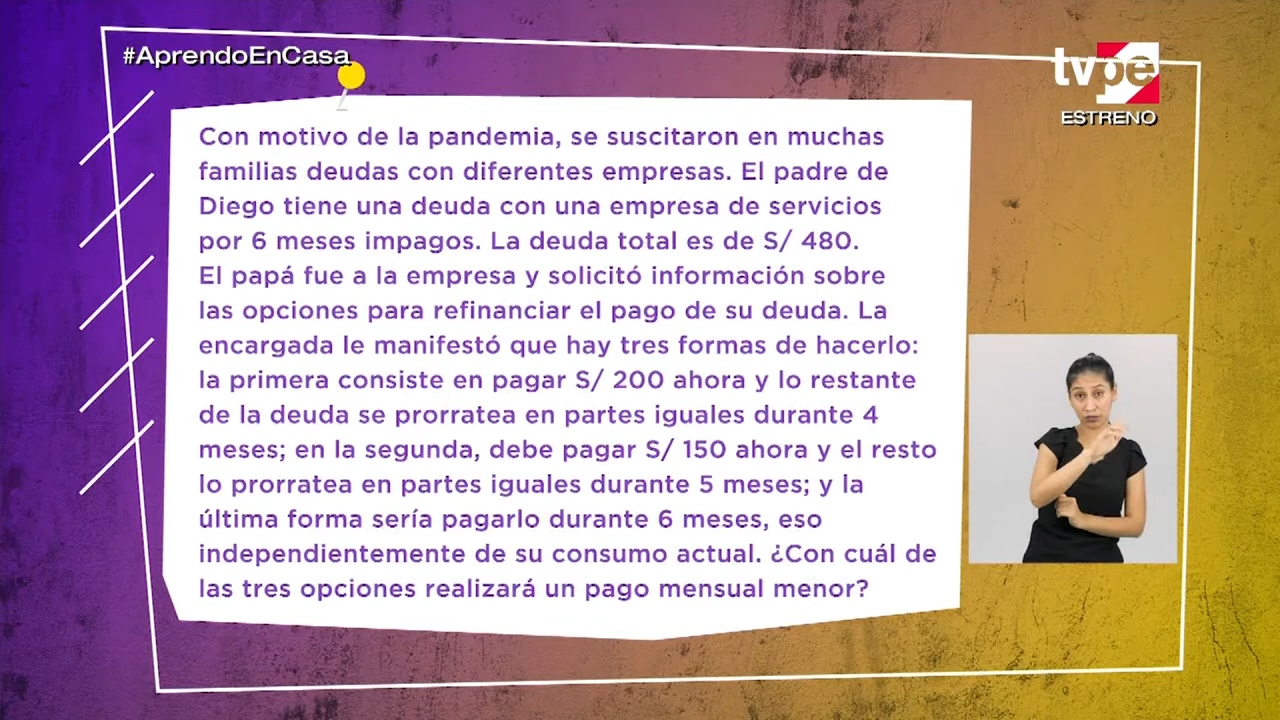 #AprendoEnCasa
tvpe
ESTRENO
Con motivo de la pandemia, se suscitaron en muchas
familias deudas con diferentes empresas. El padre de
Diego tiene una deuda con una empresa de servicios
por 6 meses impagos. La deuda total es de S/ 480.
El papá fue a la empresa y solicitó información sobre
las opciones para refinanciar el pago de su deuda. La
encargada le manifestó que hay tres formas de hacerlo:
la primera consiste en pagar S/ 200 ahora y lo restante
de la deuda se prorratea en partes iguales durante 4
meses; en la segunda, debe pagar S/ 150 ahora y el resto
lo prorratea en partes iguales durante 5 meses; y la
última forma sería pagarlo durante 6 meses, eso
independientemente de su consumo actual. ¿Con cuál de
las tres opciones realizará un pago mensual menor?